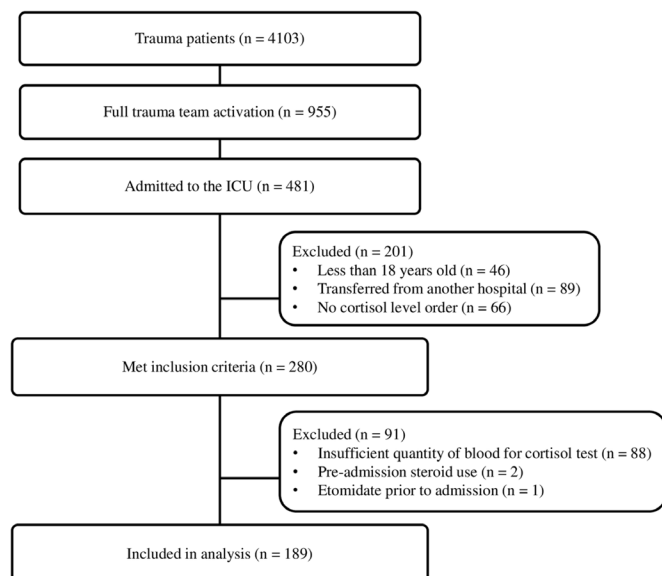 Trauma patients (n = 4103)
Full trauma team activation (n = 955)
Admitted to the ICU (n = 481)
Excluded (n = 201)
• Less than 18 years old (n = 46)
• Transferred from another hospital (n = 89)
• No cortisol level order (n = 66)
Met inclusion criteria (n = 280)
Excluded (n = 91)
• Insufficient quantity of blood for cortisol test (n = 88)
• Pre-admission steroid use (n = 2)
• Etomidate prior to admission (n = 1)
Included in analysis (n = 189)